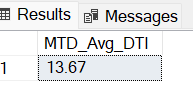 Results Messages
MTD_Avg_DTI
1 13.67